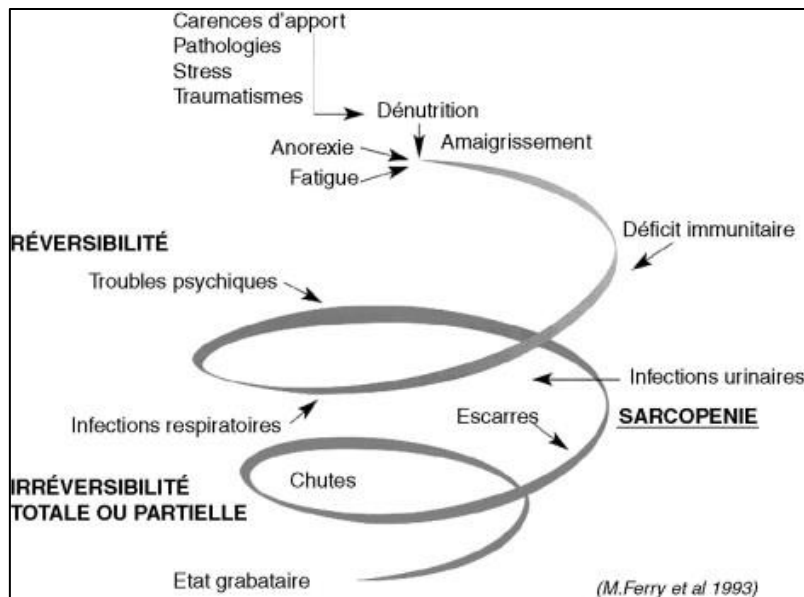 Carences d'apport
Pathologies
Stress
Traumatismes
Dénutrition
Anorexie
Amaigrissement
Fatigue
Déficit immunitaire
RÉVERSIBILITÉ
Troubles psychiques
Infections urinaires
Infections respiratoires
Escarres
SARCOPENIE
Chutes
IRRÉVERSIBILITÉ
TOTALE OU PARTIELLE
Etat grabataire
(M.Ferry et al 1993)